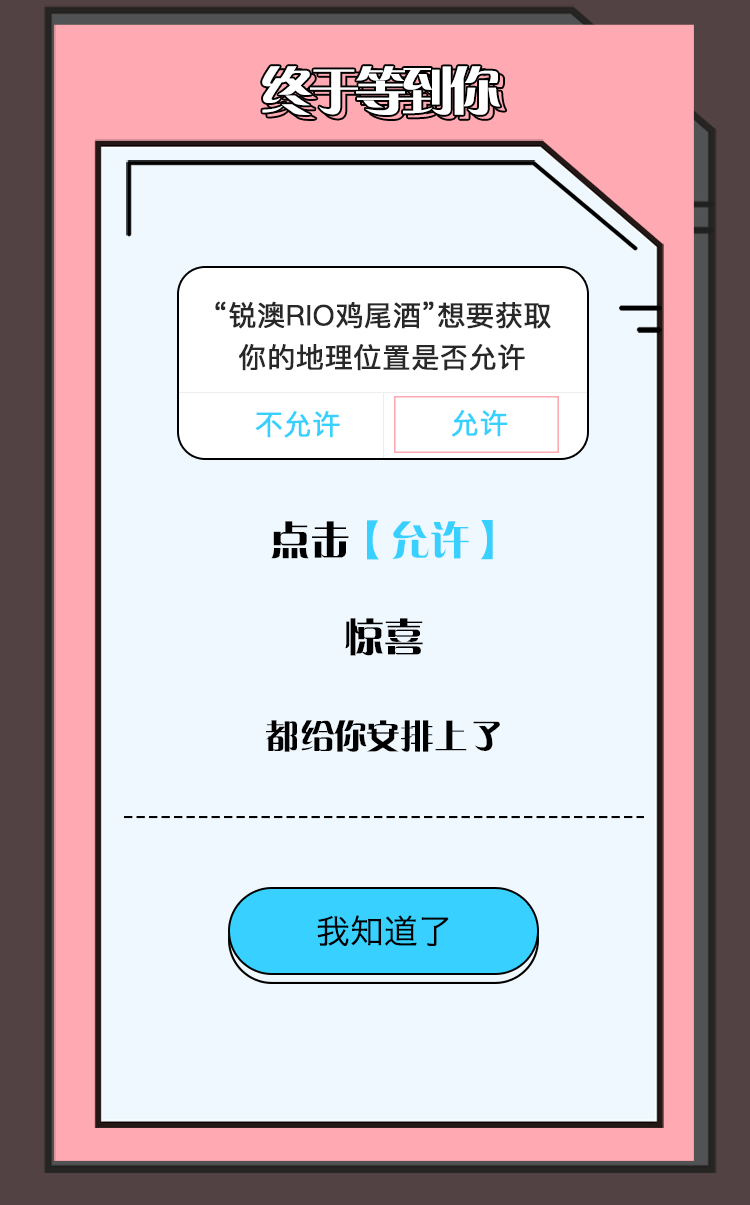 终于等到你
“锐澳RIO鸡尾酒”想要获取
你的地理位置是否允许
不允许 允许
点击【允许】
惊喜
都给你安排上了
我知道了